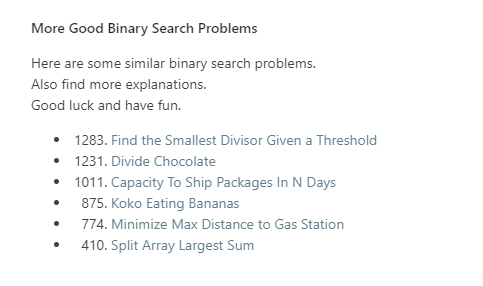 More Good Binary Search Problems
Here are some similar binary search problems.
Also find more explanations.
Good luck and have fun.
• 1283. Find the Smallest Divisor Given a Threshold
• 1231. Divide Chocolate
• 1011. Capacity To Ship Packages In N Days
• 875. Koko Eating Bananas
• 774. Minimize Max Distance to Gas Station
• 410. Split Array Largest Sum